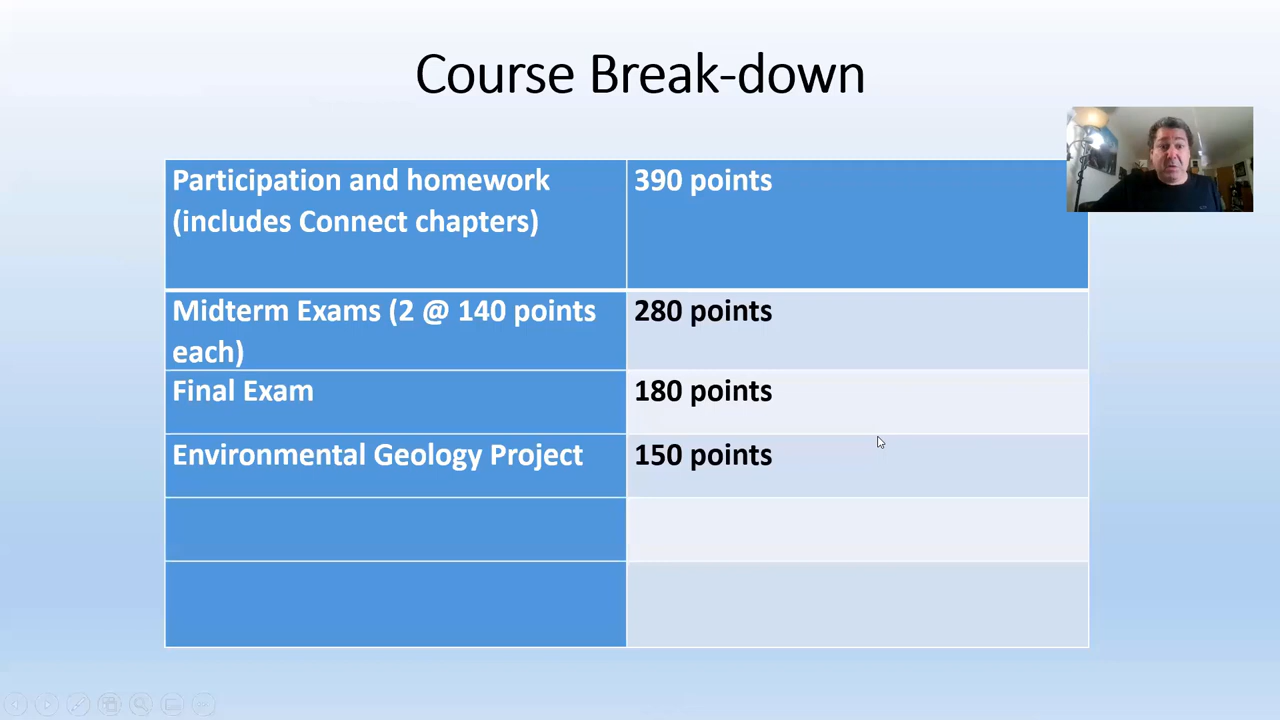 Course Break-down
Participation and homework
(includes Connect chapters)
390 points
Midterm Exams (2 @ 140 points
each)
280 points
Final Exam
180 points
Environmental Geology Project
150 points